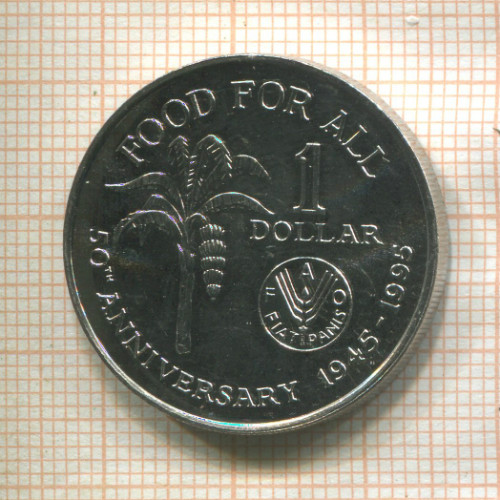 FOOD FOR ALL
1
DOLLAR
F A O
FIAT PANIS
50TH ANNIVERSARY 1945-1995